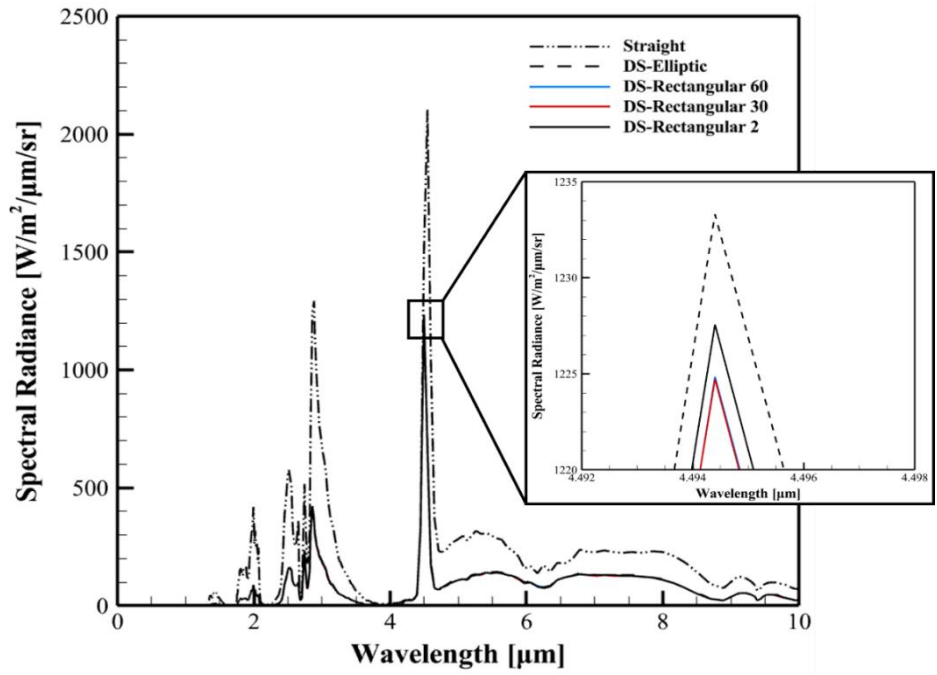 2500
2000
1500
1000
500
0
Spectral Radiance [W/m²/μm/sr]
0 2 4 6 8 10
Wavelength [μm]
Straight
DS-Elliptic
DS-Rectangular 60
DS-Rectangular 30
DS-Rectangular 2
1235
1230
1225
1220
Spectral Radiance [W/m²/μm/sr]
4.492 4.494 4.496 4.498
Wavelength [μm]